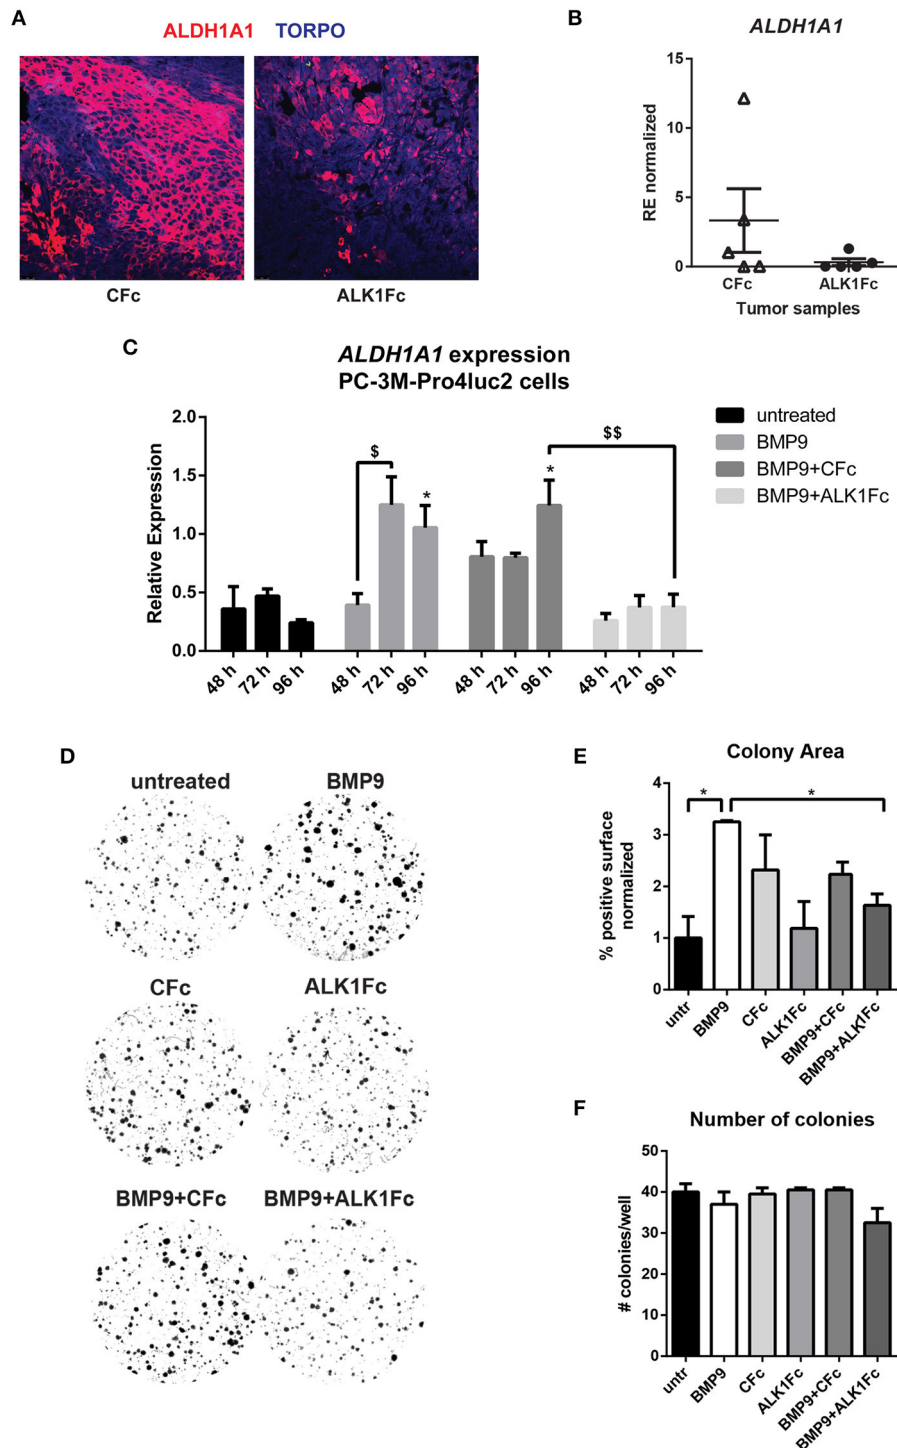 A
ALDH1A1 TORPO
CFc
ALK1Fc
B
ALDH1A1
RE normalized
15
10
5
0
CFc
ALK1Fc
Tumor samples
C
ALDH1A1 expression
PC-3M-Pro4luc2 cells
Relative Expression
2.0
1.5
1.0
0.5
0.0
$
*
*
$$
48 h
72 h
96 h
48 h
72 h
96 h
48 h
72 h
96 h
48 h
72 h
96 h
untreated
BMP9
BMP9+CFc
BMP9+ALK1Fc
D
untreated
BMP9
CFc
ALK1Fc
BMP9+CFc
BMP9+ALK1Fc
E
Colony Area
% positive surface
normalized
4
3
2
1
0
*
*
untr
BMP9
CFc
ALK1Fc
BMP9+CFc
BMP9+ALK1Fc
F
Number of colonies
# colonies/well
50
40
30
20
10
0
untr
BMP9
CFc
ALK1Fc
BMP9+CFc
BMP9+ALK1Fc